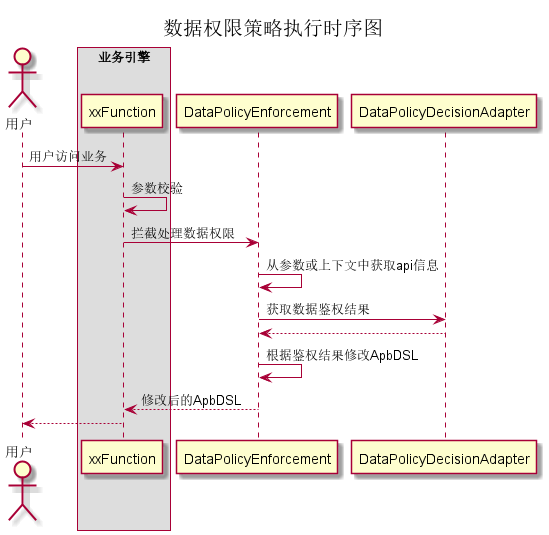 数据权限策略执行时序图
业务引擎
用户
xxFunction
DataPolicyEnforcement
DataPolicyDecisionAdapter
用户访问业务
参数校验
拦截处理数据权限
从参数或上下文中获取api信息
获取数据鉴权结果
根据鉴权结果修改ApbDSL
修改后的ApbDSL
用户
xxFunction
DataPolicyEnforcement
DataPolicyDecisionAdapter